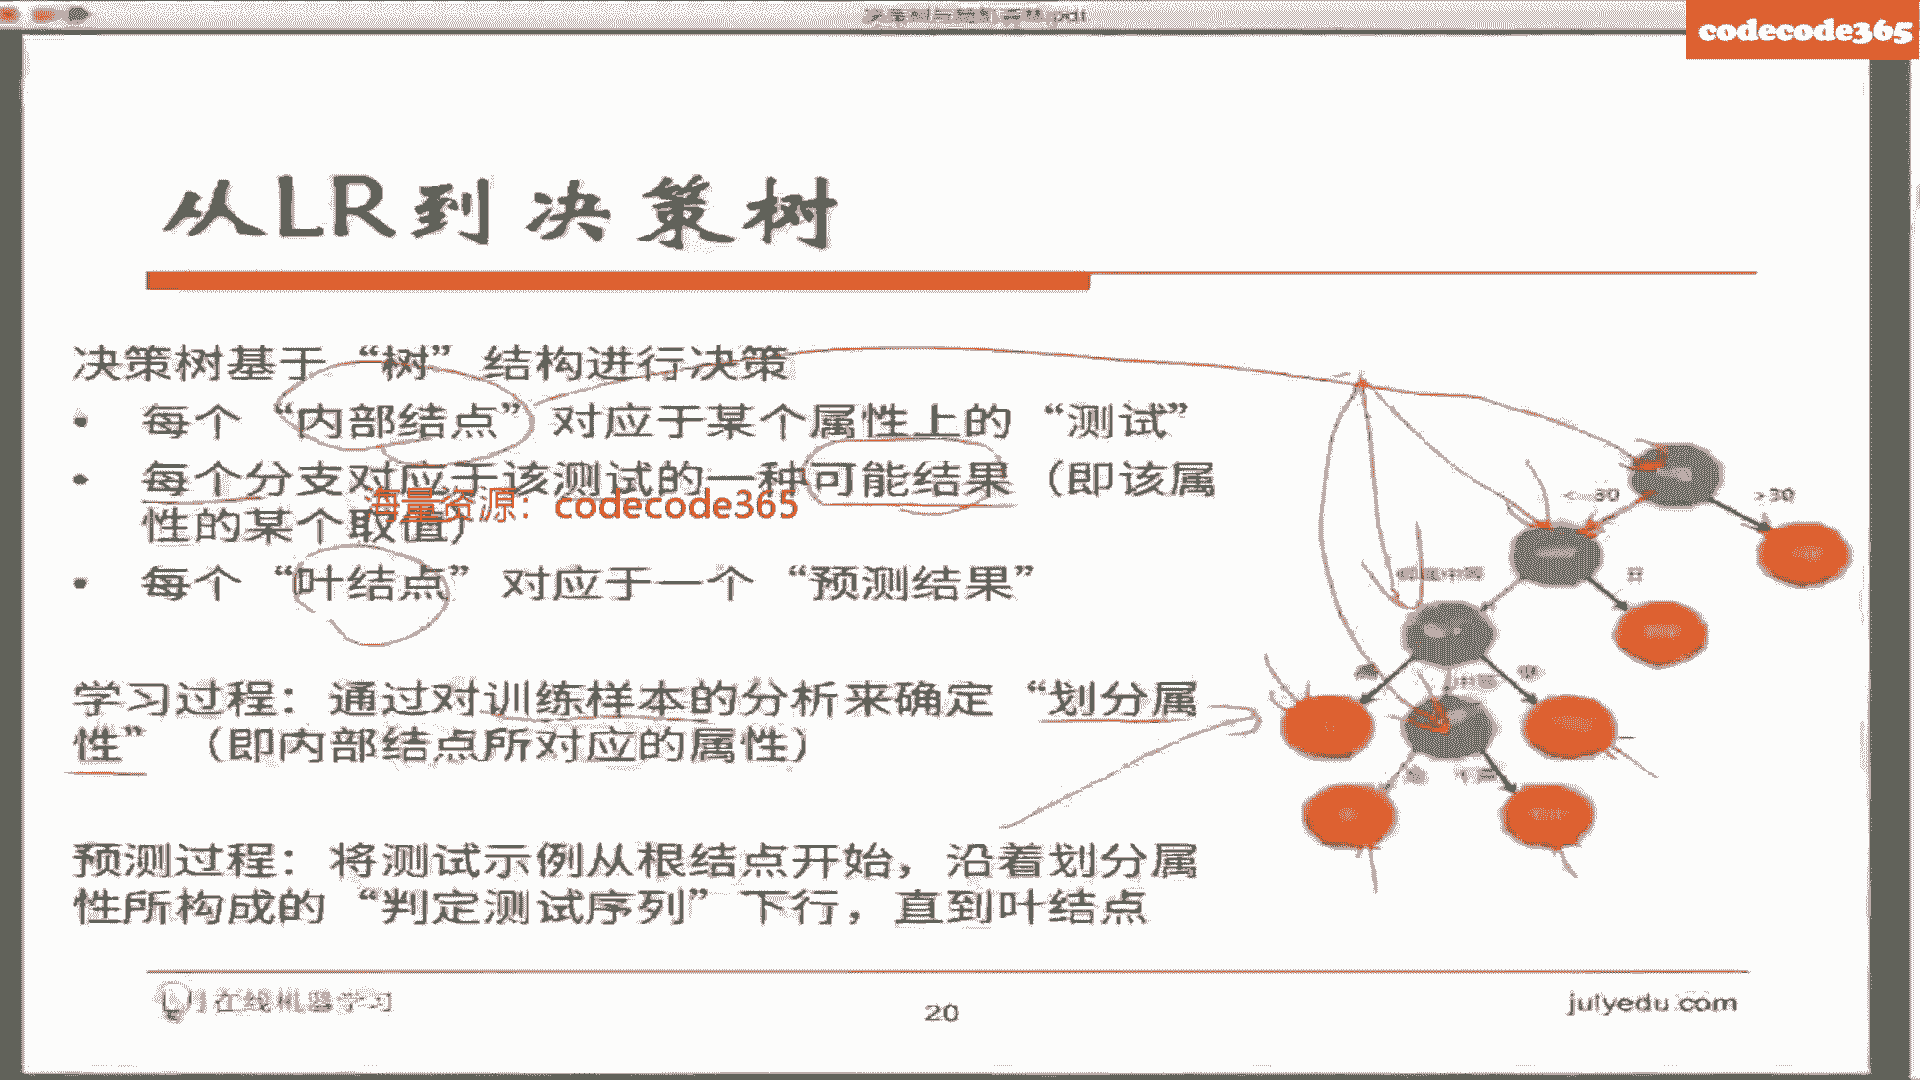 codecode365
从LR到决策树
决策树基于“树”结构进行决策
• 每个“内部结点”对应于某个属性上的“测试”
• 每个分支对应于该测试的一种可能结果（即该属
性的某个取值）
海量资源：codecode365
• 每个“叶结点”对应于一个“预测结果”
学习过程：通过对训练样本的分析来确定“划分属
性”（即内部结点所对应的属性）
预测过程：将测试示例从根结点开始，沿着划分属
性所构成的“判定测试序列”下行，直到叶结点
>30
月在线机器学习
20
julyedu.com